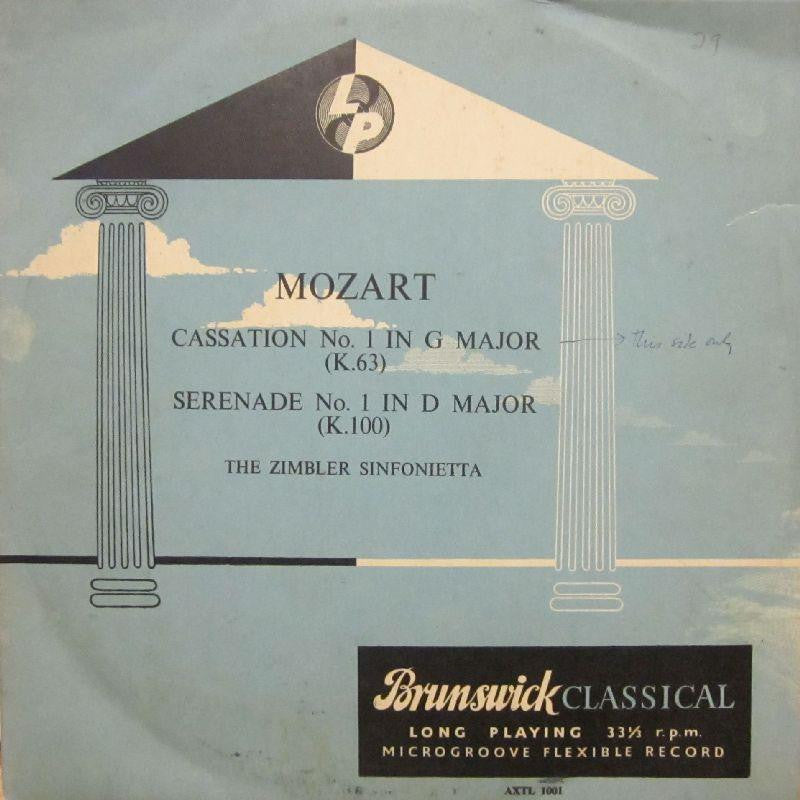 29
LP
MOZART
CASSATION No. 1 IN G MAJOR
(K.63)
this side only
SERENADE No. 1 IN D MAJOR
(K.100)
THE ZIMBLER SINFONIETTA
Brunswick CLASSICAL
LONG PLAYING 33⅓ r.p.m.
MICROGROOVE FLEXIBLE RECORD
AXTL 1001